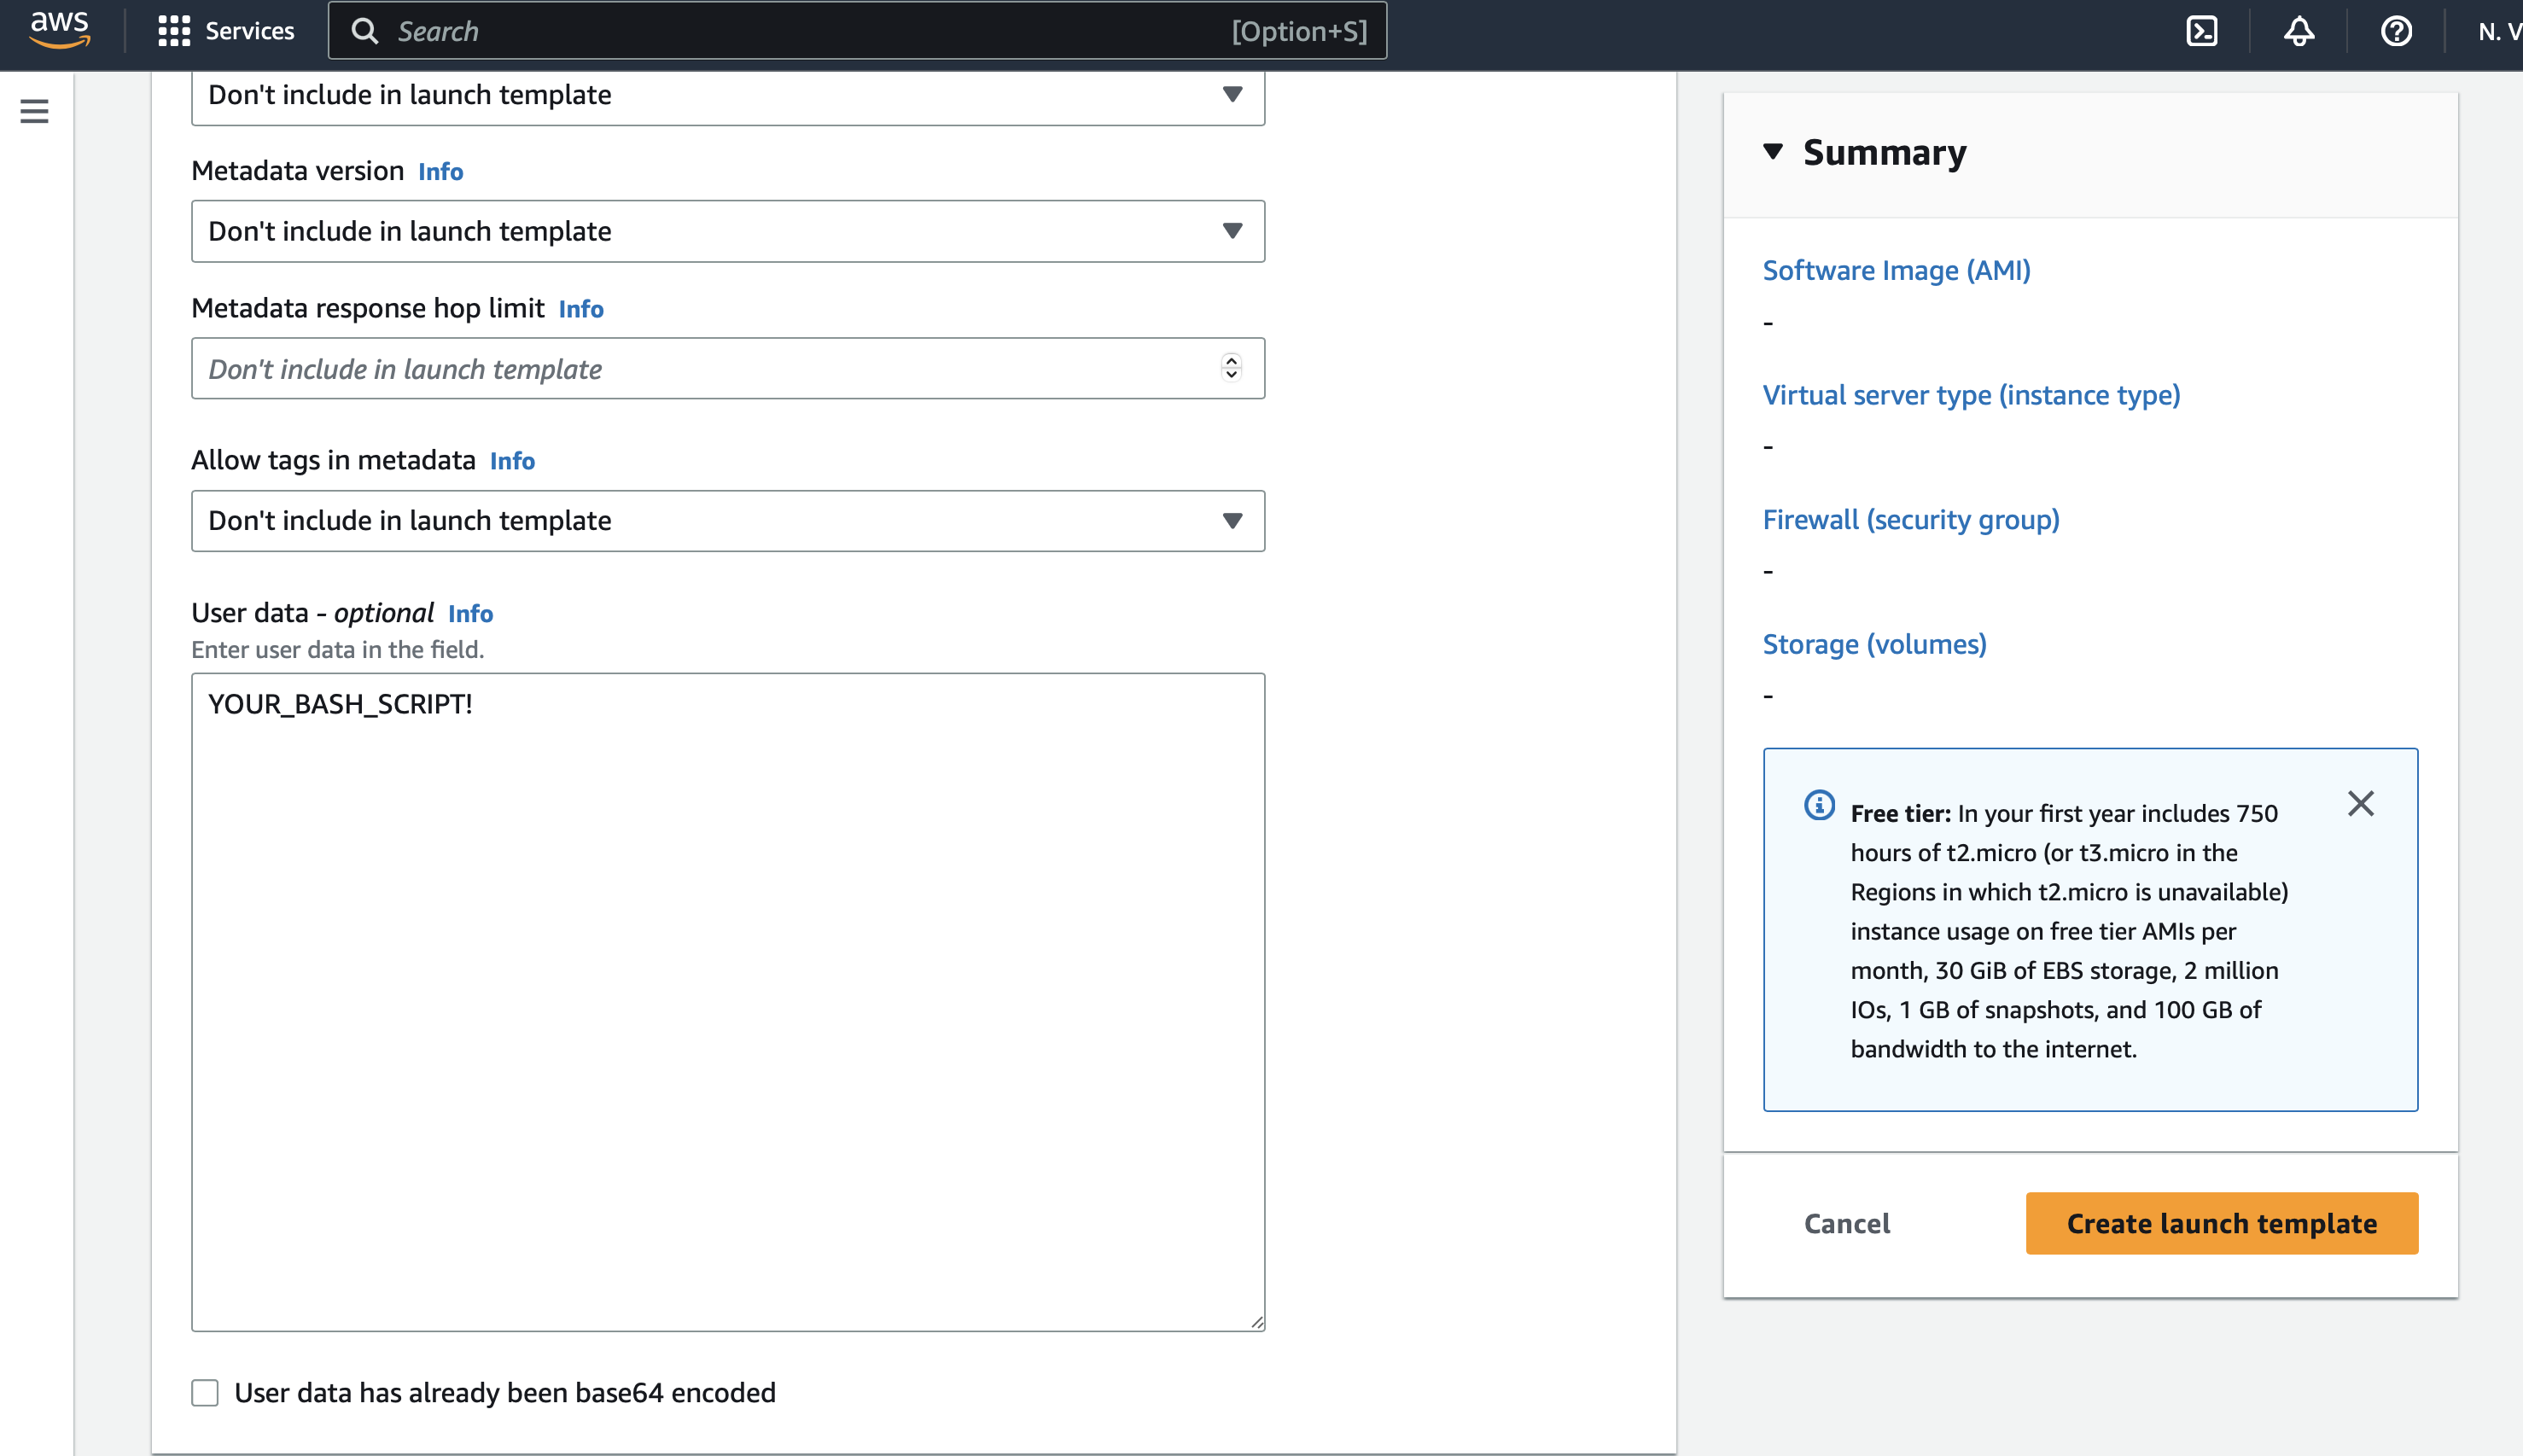 aws
Services
Search [Option+S]
N. V
Don't include in launch template
Metadata version Info
Don't include in launch template
Metadata response hop limit Info
Don't include in launch template
Allow tags in metadata Info
Don't include in launch template
User data - optional Info
Enter user data in the field.
YOUR_BASH_SCRIPT!
User data has already been base64 encoded
Summary
Software Image (AMI)
-
Virtual server type (instance type)
-
Firewall (security group)
-
Storage (volumes)
-
Free tier: In your first year includes 750
hours of t2.micro (or t3.micro in the
Regions in which t2.micro is unavailable)
instance usage on free tier AMIs per
month, 30 GiB of EBS storage, 2 million
IOs, 1 GB of snapshots, and 100 GB of
bandwidth to the internet.
Cancel
Create launch template